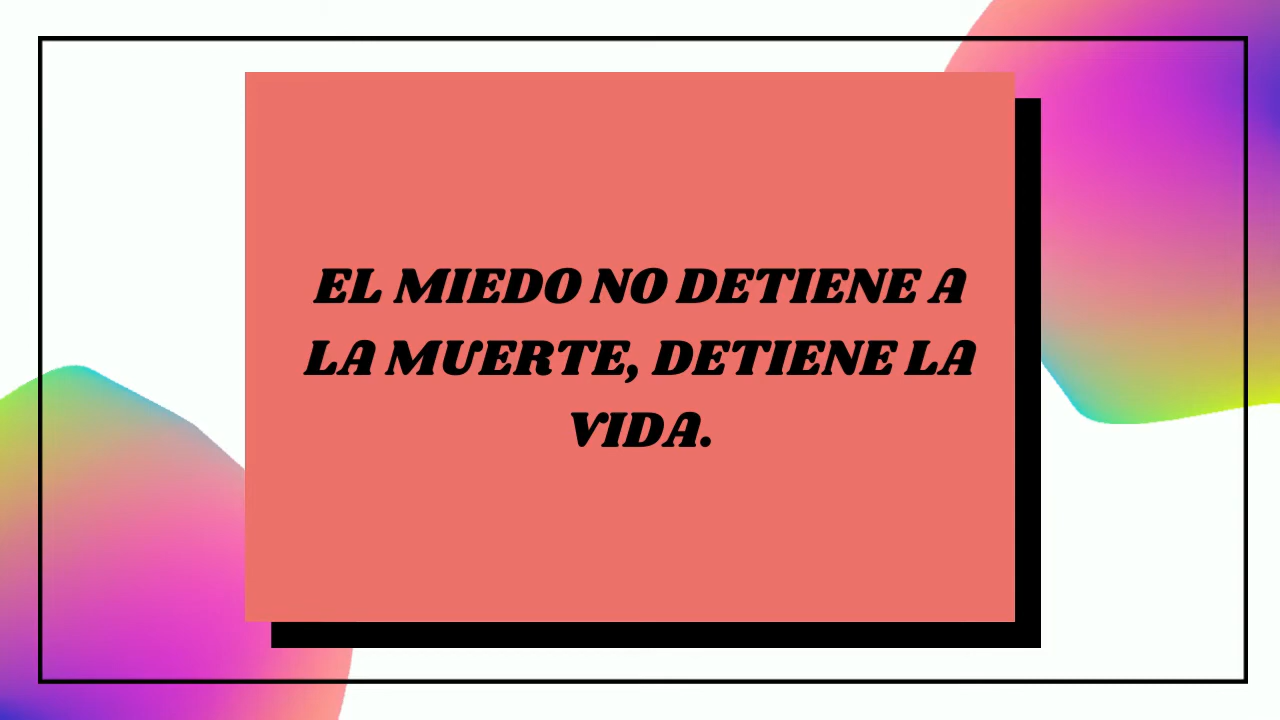 EL MIEDO NO DETIENE A
LA MUERTE, DETIENE LA
VIDA.